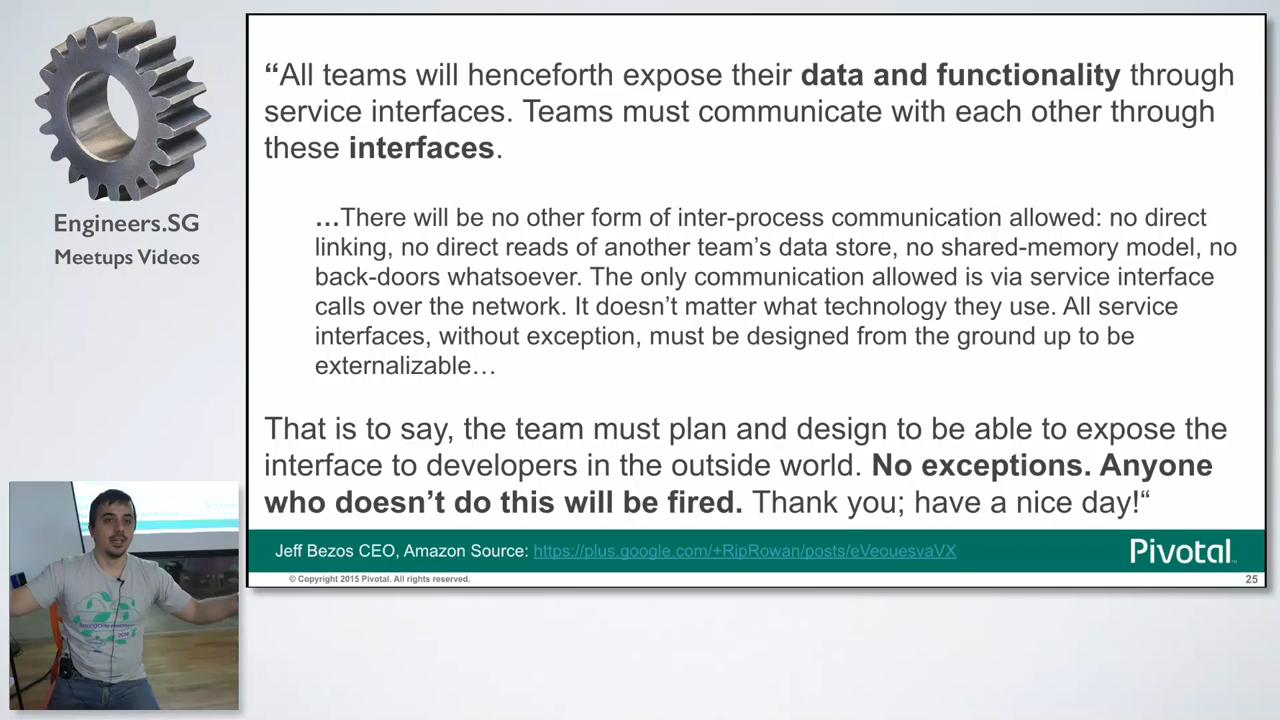 Engineers.SG
Meetups Videos
“All teams will henceforth expose their data and functionality through
service interfaces. Teams must communicate with each other through
these interfaces.
…There will be no other form of inter-process communication allowed: no direct
linking, no direct reads of another team’s data store, no shared-memory model, no
back-doors whatsoever. The only communication allowed is via service interface
calls over the network. It doesn’t matter what technology they use. All service
interfaces, without exception, must be designed from the ground up to be
externalizable…
That is to say, the team must plan and design to be able to expose the
interface to developers in the outside world. No exceptions. Anyone
who doesn’t do this will be fired. Thank you; have a nice day!“
Jeff Bezos CEO, Amazon Source: https://plus.google.com/+RipRowan/posts/eVeouesvaVX
Pivotal™
© Copyright 2015 Pivotal. All rights reserved.
25